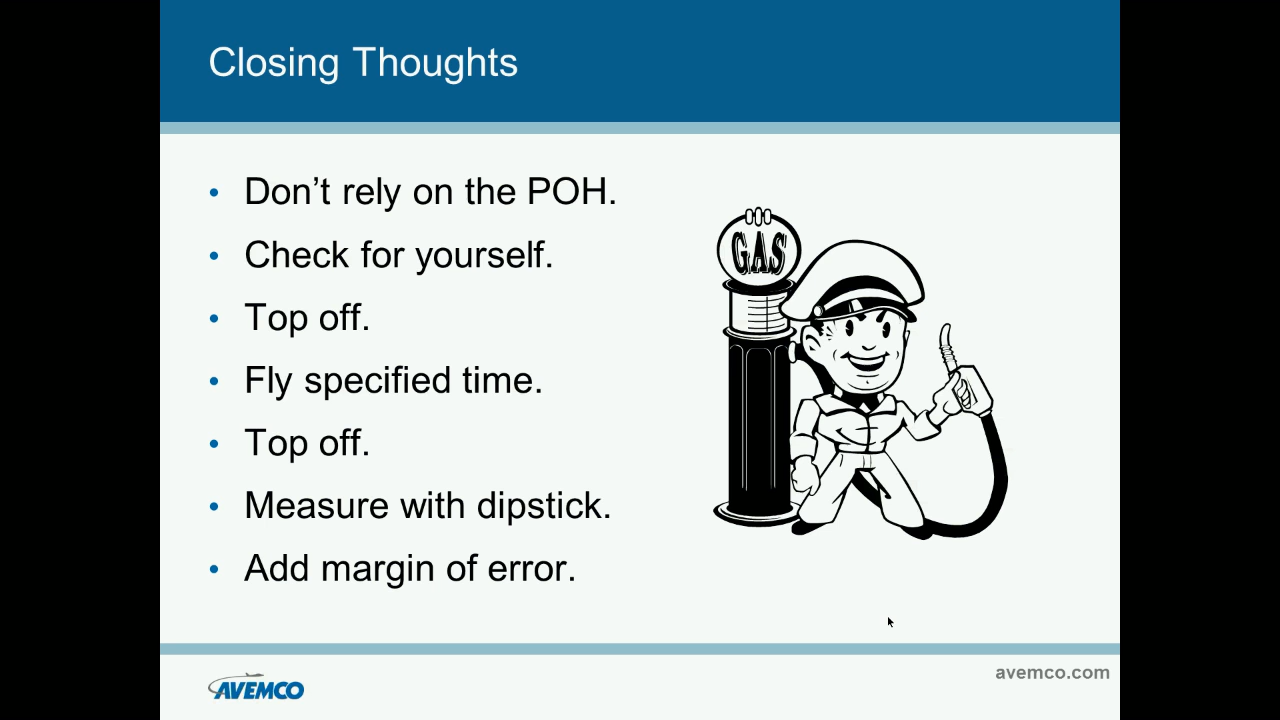 Closing Thoughts
• Don’t rely on the POH.
• Check for yourself.
• Top off.
• Fly specified time.
• Top off.
• Measure with dipstick.
• Add margin of error.
GAS
AVEMCO
avemco.com